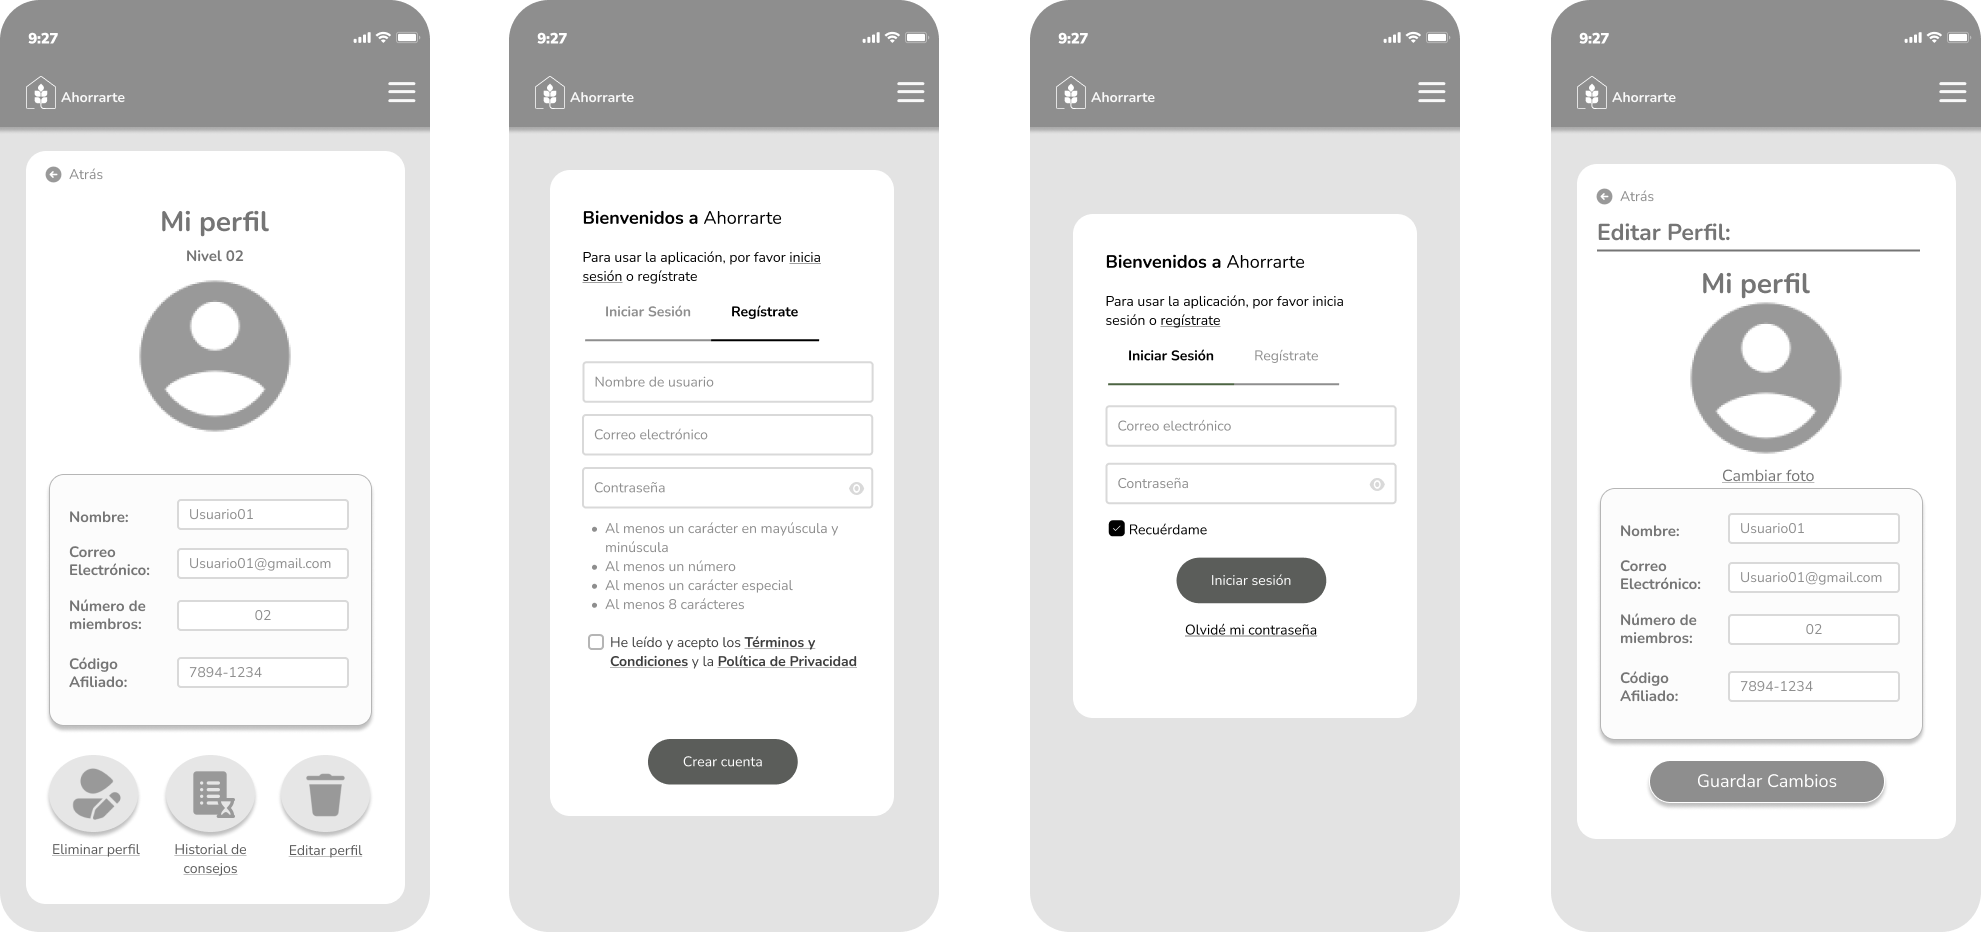 9:27
Ahorrarte
Atrás
Mi perfil
Nivel 02
Nombre:
Usuario01
Correo
Electrónico:
Usuario01@gmail.com
Número de
miembros:
02
Código
Afiliado:
7894-1234
Eliminar perfil
Historial de
consejos
Editar perfil
9:27
Ahorrarte
Bienvenidos a Ahorrarte
Para usar la aplicación, por favor inicia
sesión o regístrate
Iniciar Sesión
Regístrate
Nombre de usuario
Correo electrónico
Contraseña
• Al menos un carácter en mayúscula y
minúscula
• Al menos un número
• Al menos un carácter especial
• Al menos 8 carácteres
He leído y acepto los Términos y
Condiciones y la Política de Privacidad
Crear cuenta
9:27
Ahorrarte
Bienvenidos a Ahorrarte
Para usar la aplicación, por favor inicia
sesión o regístrate
Iniciar Sesión
Regístrate
Correo electrónico
Contraseña
Recuérdame
Iniciar sesión
Olvidé mi contraseña
9:27
Ahorrarte
Atrás
Editar Perfil:
Mi perfil
Cambiar foto
Nombre:
Usuario01
Correo
Electrónico:
Usuario01@gmail.com
Número de
miembros:
02
Código
Afiliado:
7894-1234
Guardar Cambios